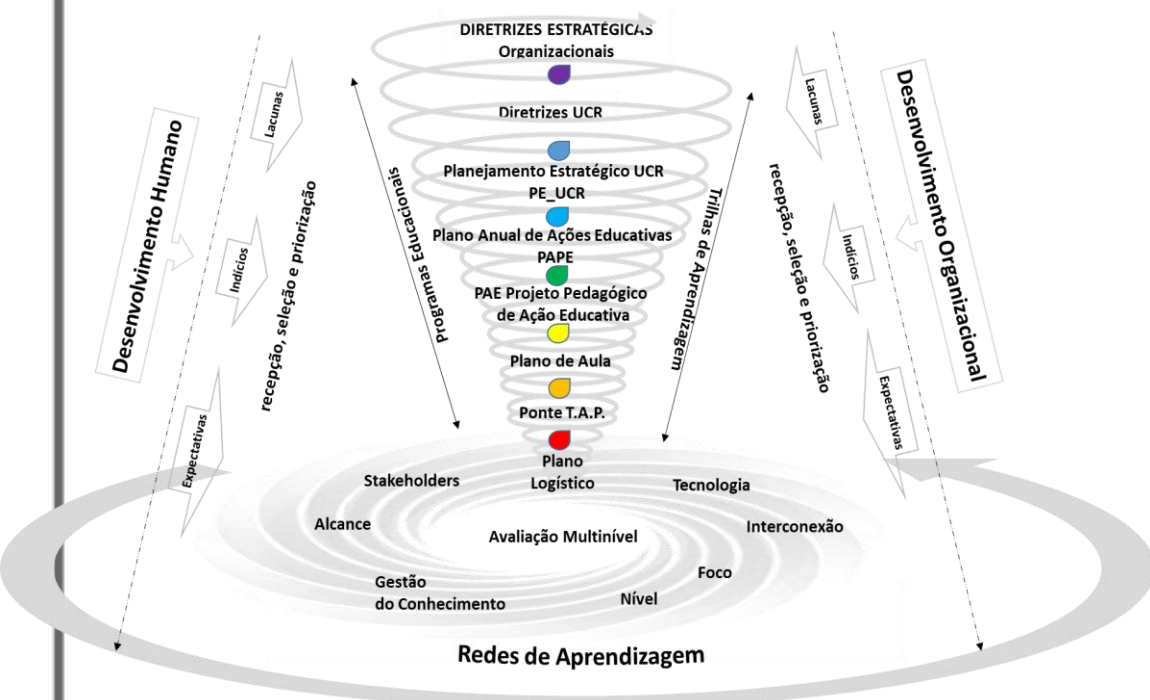 DIRETRIZES ESTRATÉGICAS
Organizacionais
Diretrizes UCR
Planejamento Estratégico UCR
PE_UCR
Plano Anual de Ações Educativas
PAPE
PAE Projeto Pedagógico
de Ação Educativa
Plano de Aula
Ponte T.A.P.
Plano
Logístico
Desenvolvimento Humano
Lacunas
Indícios
Expectativas
recepção, seleção e priorização
Programas Educacionais
Trilhas de Aprendizagem
recepção, seleção e priorização
Lacunas
Indícios
Expectativas
Desenvolvimento Organizacional
Stakeholders
Tecnologia
Alcance
Interconexão
Avaliação Multinível
Foco
Gestão
do Conhecimento
Nível
Redes de Aprendizagem